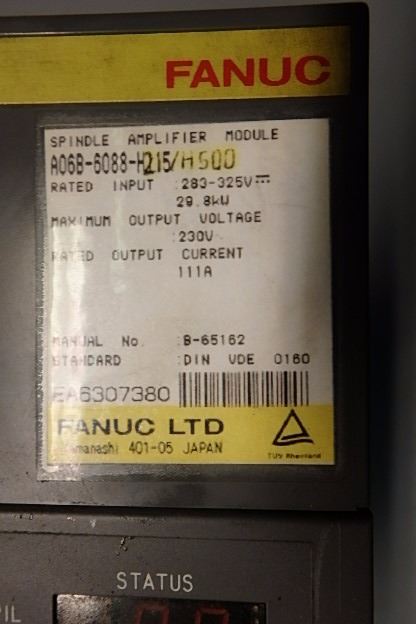 FANUC
SPINDLE AMPLIFIER MODULE
A06B-6088-H215/H500
RATED INPUT :283-325V⎓
29.8kW
MAXIMUM OUTPUT VOLTAGE
:230V
RATED OUTPUT CURRENT
111A
MANUAL No. :B-65162
STANDARD :DIN VDE 0160
EA6307380
FANUC LTD
Yamanashi 401-05 JAPAN
TÜV Rheinland
STATUS
PIL